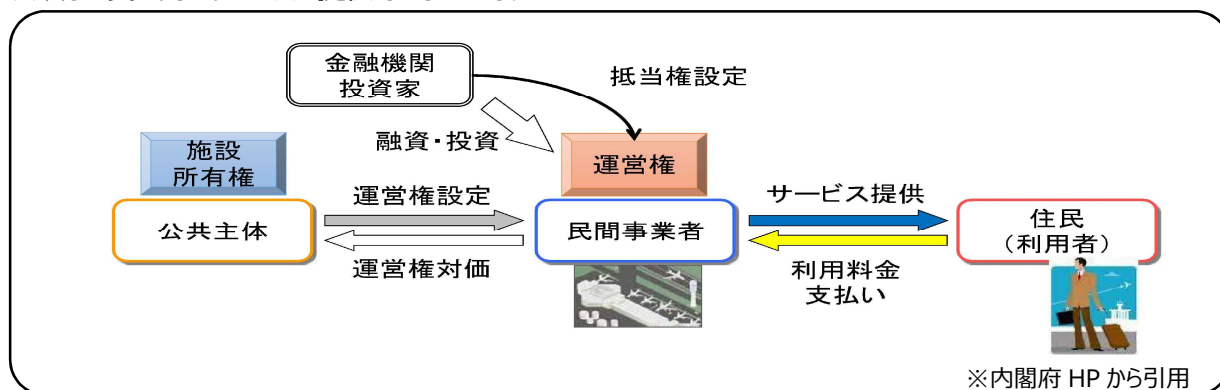 金融機関
投資家
抵当権設定
融資・投資
施設
所有権
運営権
運営権設定
サービス提供
公共主体
民間事業者
住民
（利用者）
運営権対価
利用料金
支払い
※内閣府 HP から引用